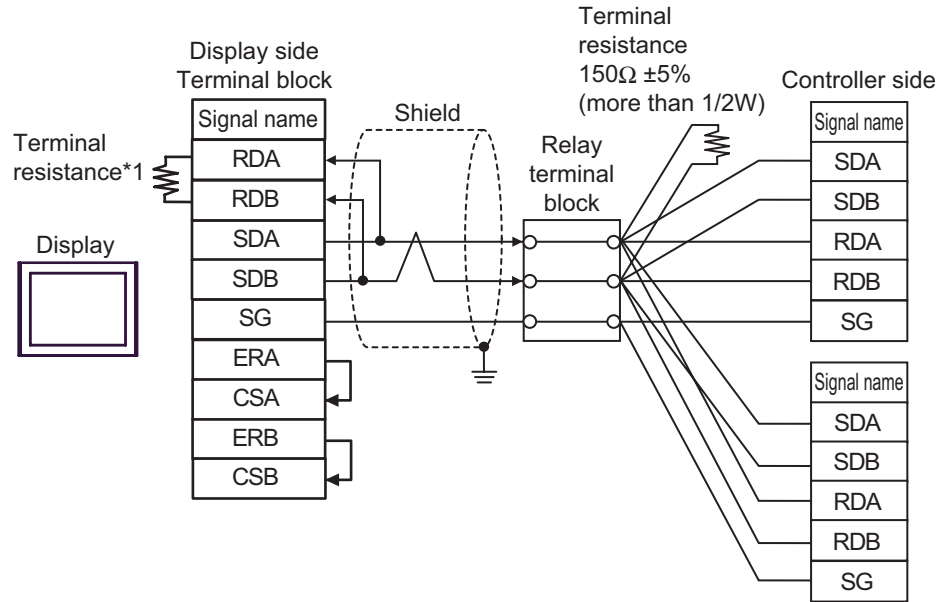 Terminal
resistance
150Ω ±5%
(more than 1/2W)
Display side
Terminal block
Controller side
Signal name
Shield
Signal name
Terminal
resistance*1
RDA
Relay
terminal
block
SDA
RDB
SDB
Display
SDA
RDA
SDB
RDB
SG
SG
ERA
Signal name
CSA
SDA
ERB
SDB
CSB
RDA
RDB
SG